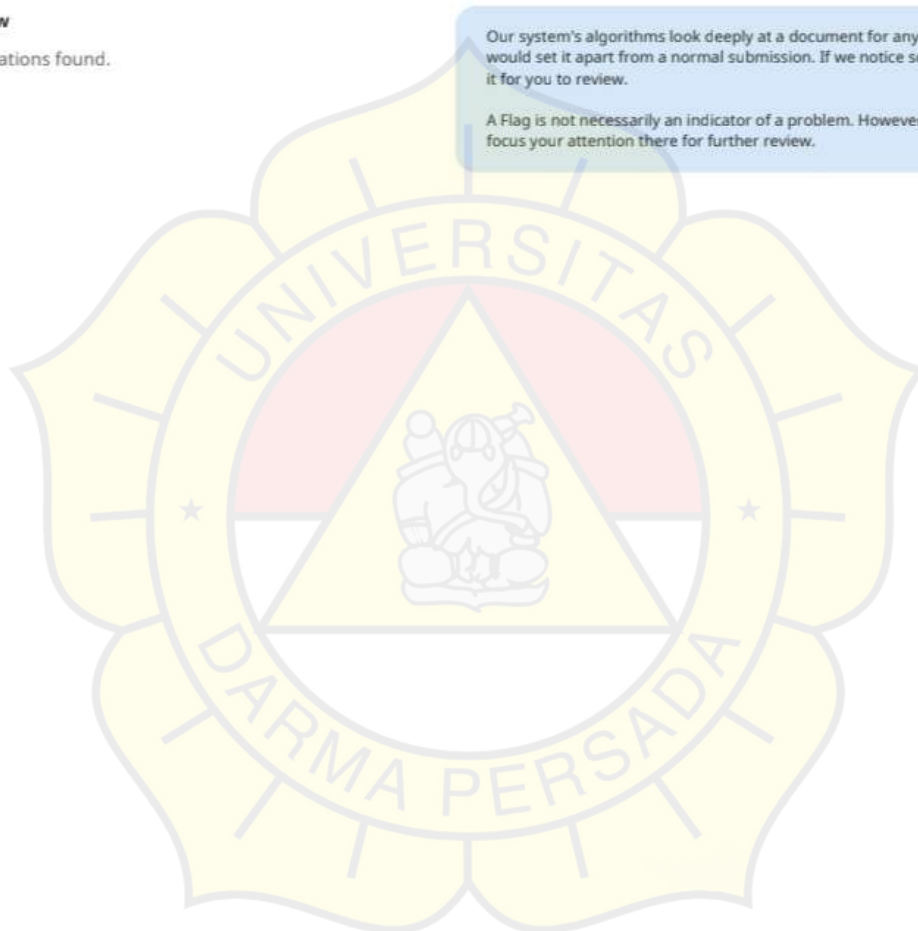 ations found.
Our system's algorithms look deeply at a document for any
would set it apart from a normal submission. If we notice
it for you to review.
A Flag is not necessarily an indicator of a problem. However
focus your attention there for further review.
UNIVERSITAS
DARMA PERSADA